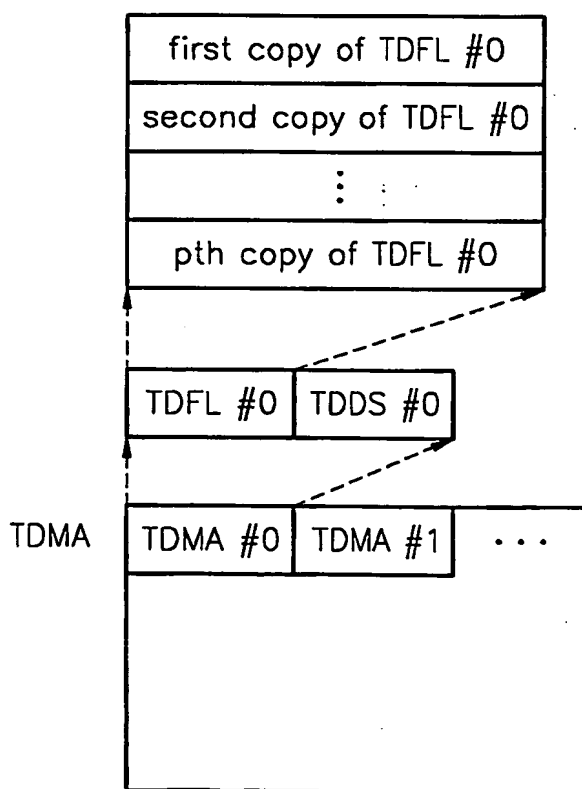 first copy of TDFL #0
second copy of TDFL #0
⋮
pth copy of TDFL #0
TDFL #0 TDDS #0
TDMA TDMA #0 TDMA #1 ...